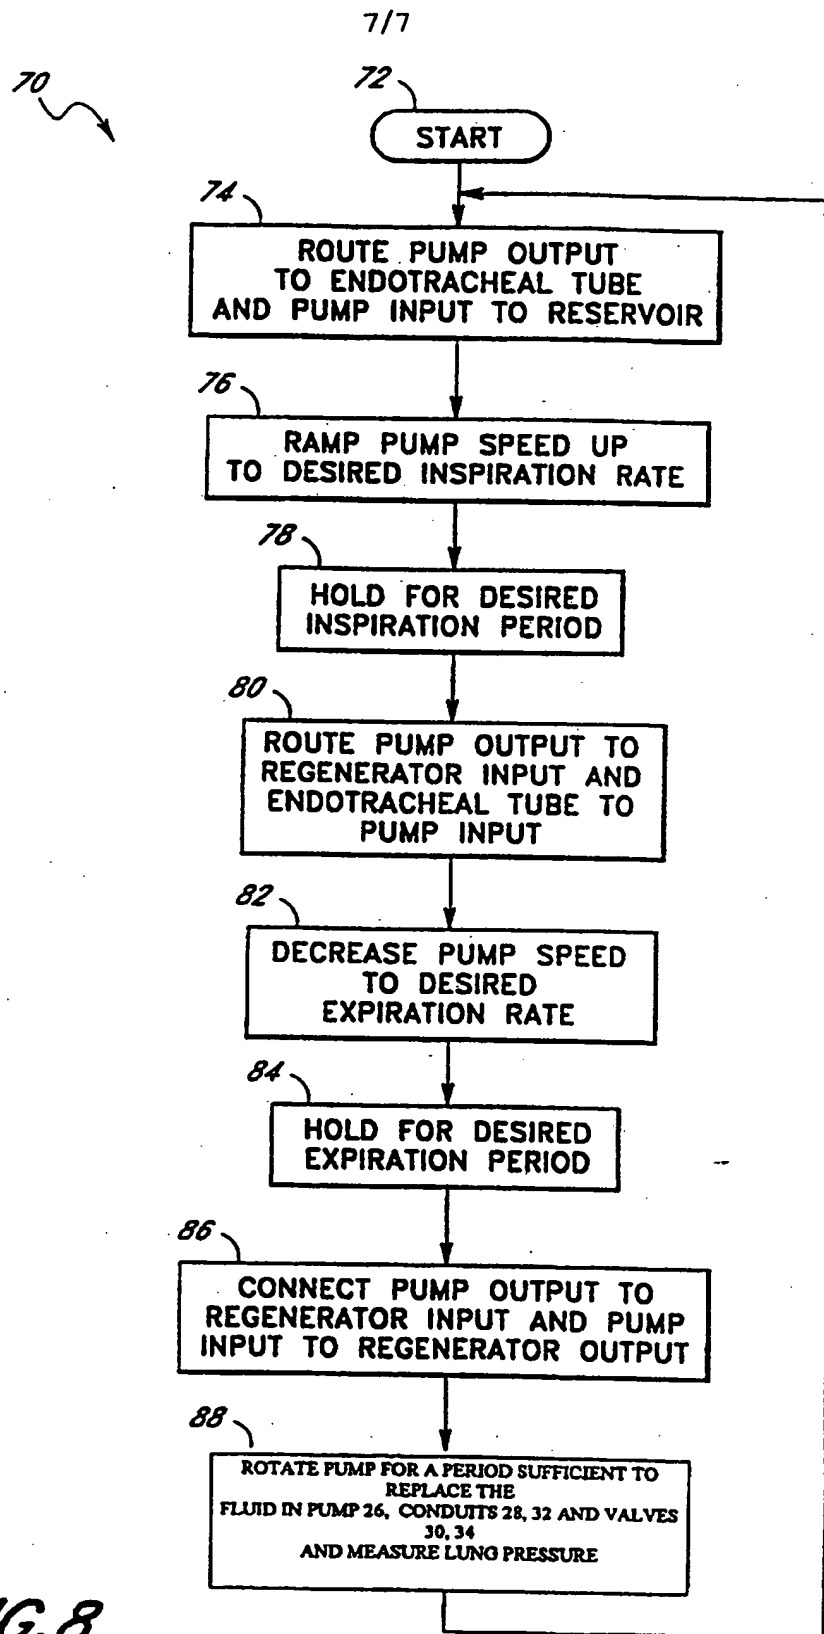 7/7
70
72
START
74
ROUTE PUMP OUTPUT
TO ENDOTRACHEAL TUBE
AND PUMP INPUT TO RESERVOIR
76
RAMP PUMP SPEED UP
TO DESIRED INSPIRATION RATE
78
HOLD FOR DESIRED
INSPIRATION PERIOD
80
ROUTE PUMP OUTPUT TO
REGENERATOR INPUT AND
ENDOTRACHEAL TUBE TO
PUMP INPUT
82
DECREASE PUMP SPEED
TO DESIRED
EXPIRATION RATE
84
HOLD FOR DESIRED
EXPIRATION PERIOD
86
CONNECT PUMP OUTPUT TO
REGENERATOR INPUT AND PUMP
INPUT TO REGENERATOR OUTPUT
88
ROTATE PUMP FOR A PERIOD SUFFICIENT TO
REPLACE THE
FLUID IN PUMP 26, CONDUITS 28, 32 AND VALVES
30, 34
AND MEASURE LUNG PRESSURE
IG. 8